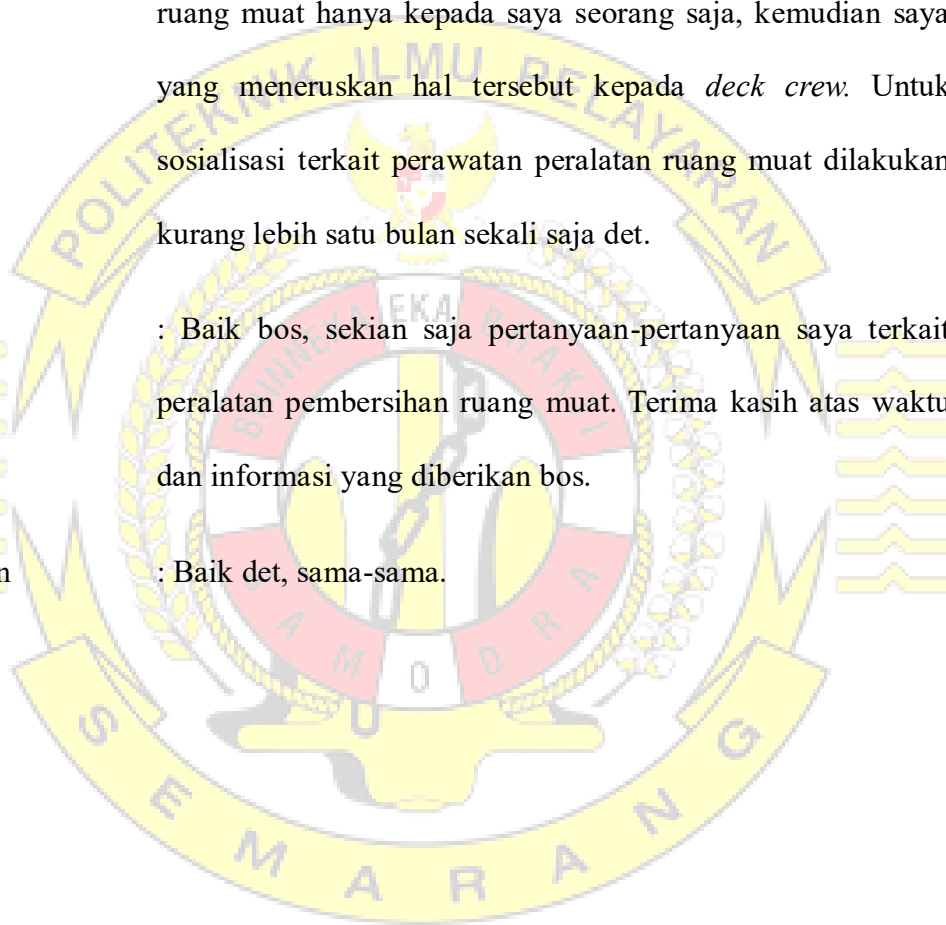 ruang muat hanya kepada saya seorang saja, kemudian saya
yang meneruskan hal tersebut kepada deck crew. Untuk
sosialisasi terkait perawatan peralatan ruang muat dilakukan
kurang lebih satu bulan sekali saja det.
: Baik bos, sekian saja pertanyaan-pertanyaan saya terkait
peralatan pembersihan ruang muat. Terima kasih atas waktu
dan informasi yang diberikan bos.
n : Baik det, sama-sama.
POLITEKNIK ILMU PELAYARAN
BHINNEKA EKA BHAKTI
SAMODRA
SEMARANG